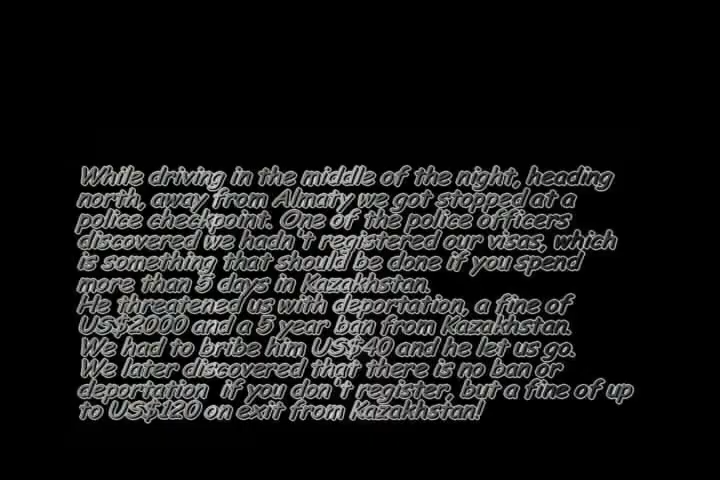 While driving in the middle of the night, heading
north, away from Almaty we got stopped at a
police checkpoint. One of the police officers
discovered we hadn't registered our visas, which
is something that should be done if you spend
more than 5 days in Kazakhstan.
He threatened us with deportation, a fine of
US$2000 and a 5 year ban from Kazakhstan.
We had to bribe him US$40 and he let us go.
We later discovered that there is no ban or
deportation if you don't register, but a fine of up
to US$120 on exit from Kazakhstan!